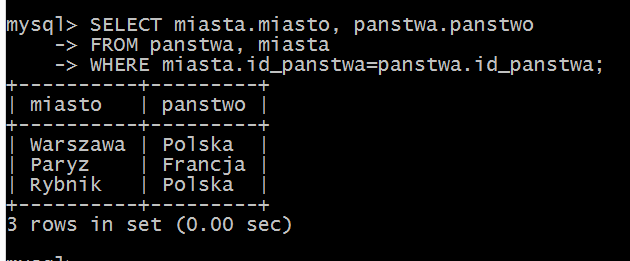 mysql> SELECT miasta.miasto, panstwa.panstwo
    -> FROM panstwa, miasta
    -> WHERE miasta.id_panstwa=panstwa.id_panstwa;
+----------+---------+
| miasto   | panstwo |
+----------+---------+
| Warszawa | Polska  |
| Paryz    | Francja |
| Rybnik   | Polska  |
+----------+---------+
3 rows in set (0.00 sec)
mysql>